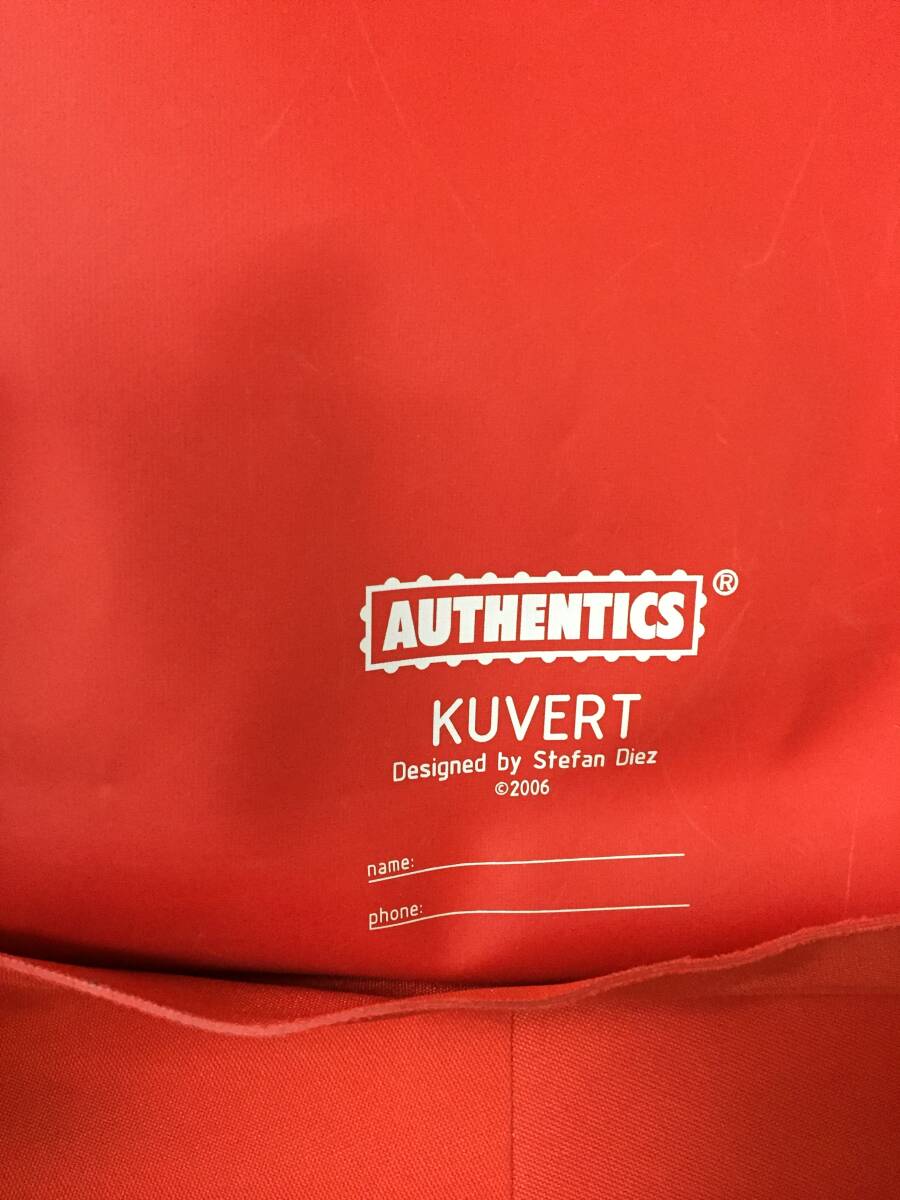 AUTHENTICS®
KUVERT
Designed by Stefan Diez
©2006
name:
phone: